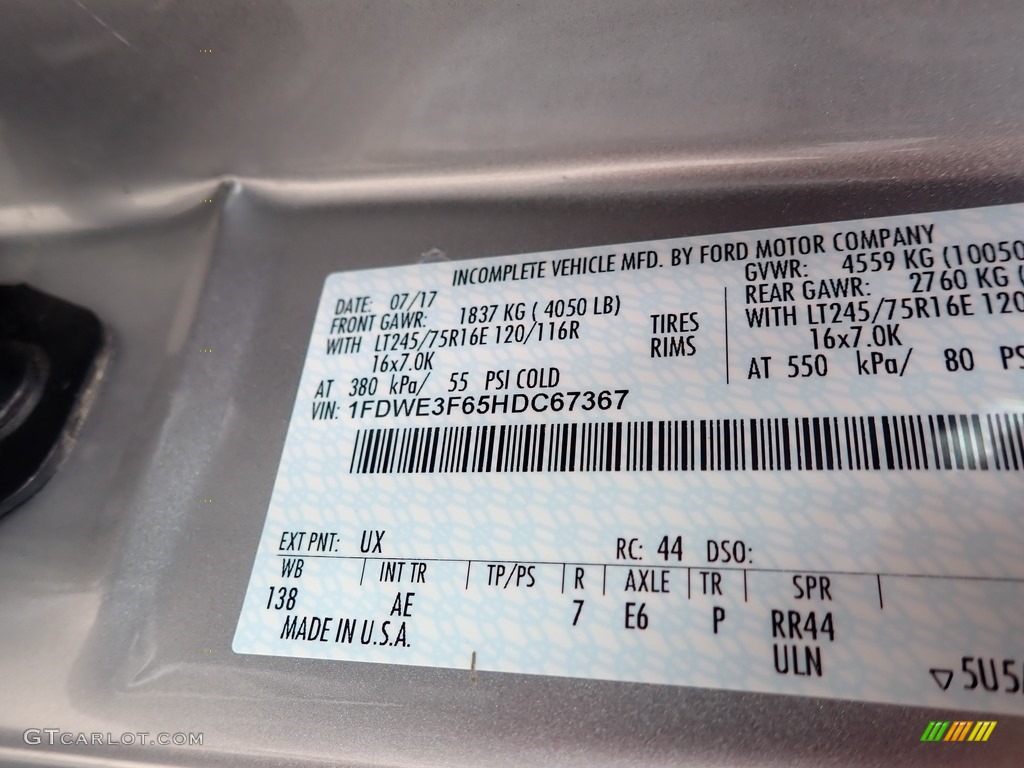 INCOMPLETE VEHICLE MFD. BY FORD MOTOR COMPANY
DATE: 07/17
GVWR: 4559 KG (10050
FRONT GAWR: 1837 KG ( 4050 LB)
REAR GAWR: 2760 KG (
WITH LT245/75R16E 120/116R
TIRES
WITH LT245/75R16E 120
16x7.0K
RIMS
16x7.0K
AT 380 kPa/ 55 PSI COLD
AT 550 kPa/ 80 PS
VIN: 1FDWE3F65HDC67367
EXT PNT: UX RC: 44 DSO:
WB INT TR TP/PS R AXLE TR SPR
138 AE 7 E6 P RR44
MADE IN U.S.A. ULN
5U5
GTCARLOT.COM